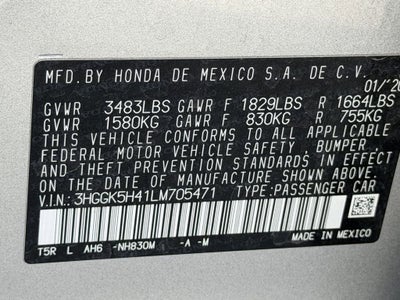 MFD.BY HONDA DE MEXICO S.A. DE C.V.
01/'20
GVWR 3483LBS GAWR F 1829LBS R 1664LBS
GVWR 1580KG GAWR F 830KG R 755KG
THIS VEHICLE CONFORMS TO ALL APPLICABLE
FEDERAL MOTOR VEHICLE SAFETY, BUMPER
AND THEFT PREVENTION STANDARDS IN EFFECT
ON THE DATE OF MANUFACTURE SHOWN ABOVE.
V.I.N: 3HGGK5H41LM705471 TYPE:PASSENGER CAR
T5R L AH6 -NH830M -A -M
MADE IN MEXICO